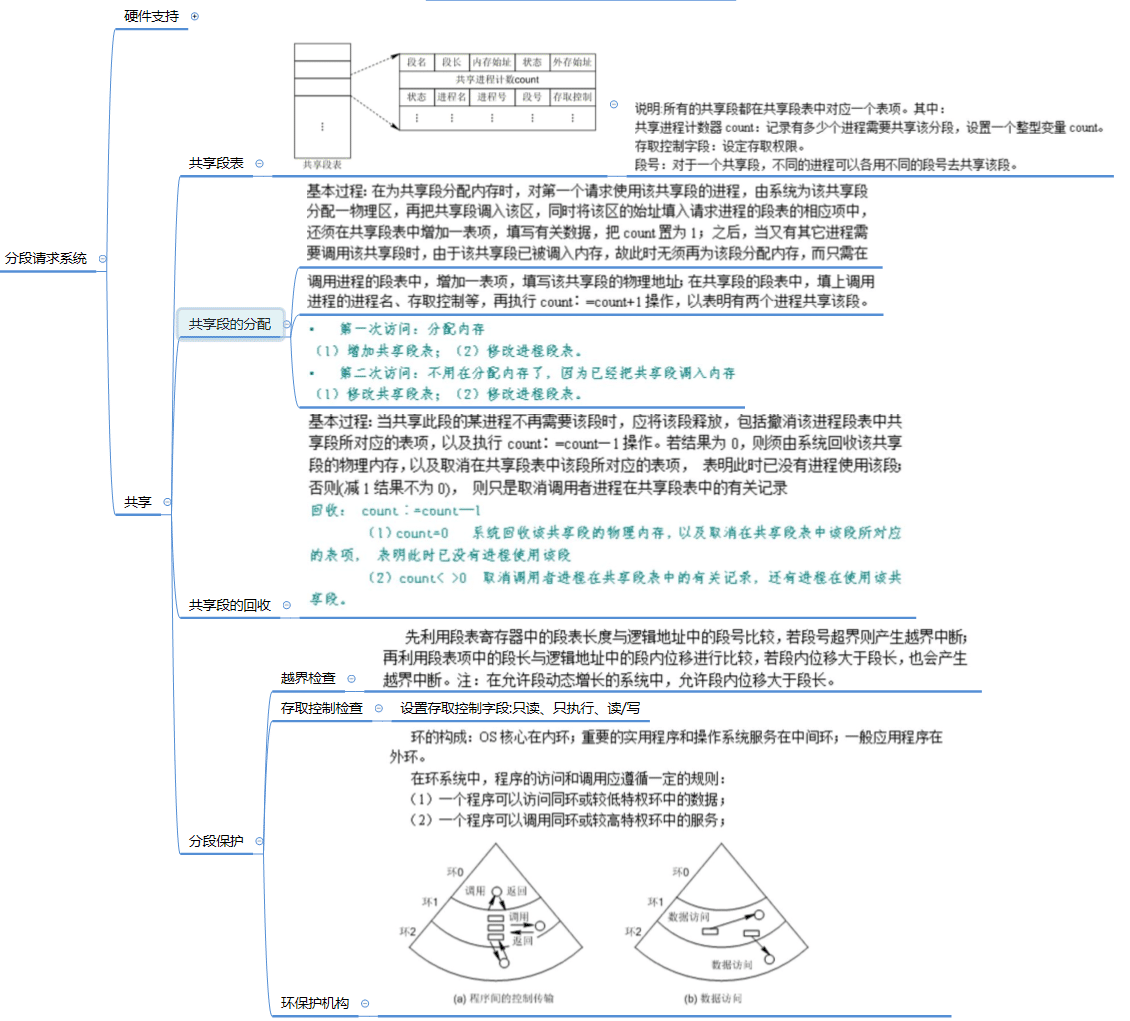 硬件支持
段名 段长 内存始址 状态 外存始址
共享进程计数count
状态 进程名 进程号 段号 存取控制
⋮ ⋮ ⋮ ⋮ ⋮
⋮
共享段表
说明:所有的共享段都在共享段表中对应一个表项。其中：
共享进程计数器 count：记录有多少个进程需要共享该分段，设置一个整型变量 count。
存取控制字段：设定存取权限。
段号：对于一个共享段，不同的进程可以各用不同的段号去共享该段。
共享段表
基本过程：在为共享段分配内存时，对第一个请求使用该共享段的进程，由系统为该共享段
分配一物理区，再把共享段调入该区，同时将该区的始址填入请求进程的段表的相应项中，
还须在共享段表中增加一表项，填写有关数据，把 count 置为 1；之后，当又有其它进程需
要调用该共享段时，由于该共享段已被调入内存，故此时无须再为该段分配内存，而只需在
分段请求系统
调用进程的段表中，增加一表项，填写该共享段的物理地址；在共享段的段表中，填上调用
进程的进程名、存取控制等，再执行 count：=count+1 操作，以表明有两个进程共享该段。
共享段的分配
• 第一次访问：分配内存
（1）增加共享段表；（2）修改进程段表。
• 第二次访问：不用在分配内存了，因为已经把共享段调入内存
（1）修改共享段表；（2）修改进程段表。
基本过程：当共享此段的某进程不再需要该段时，应将该段释放，包括撤消该进程段表中共
享段所对应的表项，以及执行 count：=count—1 操作。若结果为 0，则须由系统回收该共享
段的物理内存，以及取消在共享段表中该段所对应的表项， 表明此时已没有进程使用该段；
否则(减 1 结果不为 0)， 则只是取消调用者进程在共享段表中的有关记录
共享
回收： count：=count—1
（1）count=0 系统回收该共享段的物理内存，以及取消在共享段表中该段所对应
的表项， 表明此时已没有进程使用该段
（2）count< >0 取消调用者进程在共享段表中的有关记录，还有进程在使用该共
享段。
共享段的回收
先利用段表寄存器中的段表长度与逻辑地址中的段号比较，若段号超界则产生越界中断；
再利用段表项中的段长与逻辑地址中的段内位移进行比较，若段内位移大于段长，也会产生
越界中断。注：在允许段动态增长的系统中，允许段内位移大于段长。
越界检查
存取控制检查
设置存取控制字段:只读、只执行、读/写
环的构成：OS 核心在内环；重要的实用程序和操作系统服务在中间环；一般应用程序在
外环。
在环系统中，程序的访问和调用应遵循一定的规则：
（1）一个程序可以访问同环或较低特权环中的数据；
（2）一个程序可以调用同环或较高特权环中的服务；
分段保护
环0
调用 返回
环1
调用
环2
返回
(a) 程序间的控制传输
环0
环1
数据访问
环2
数据访问
(b) 数据访问
环保护机构